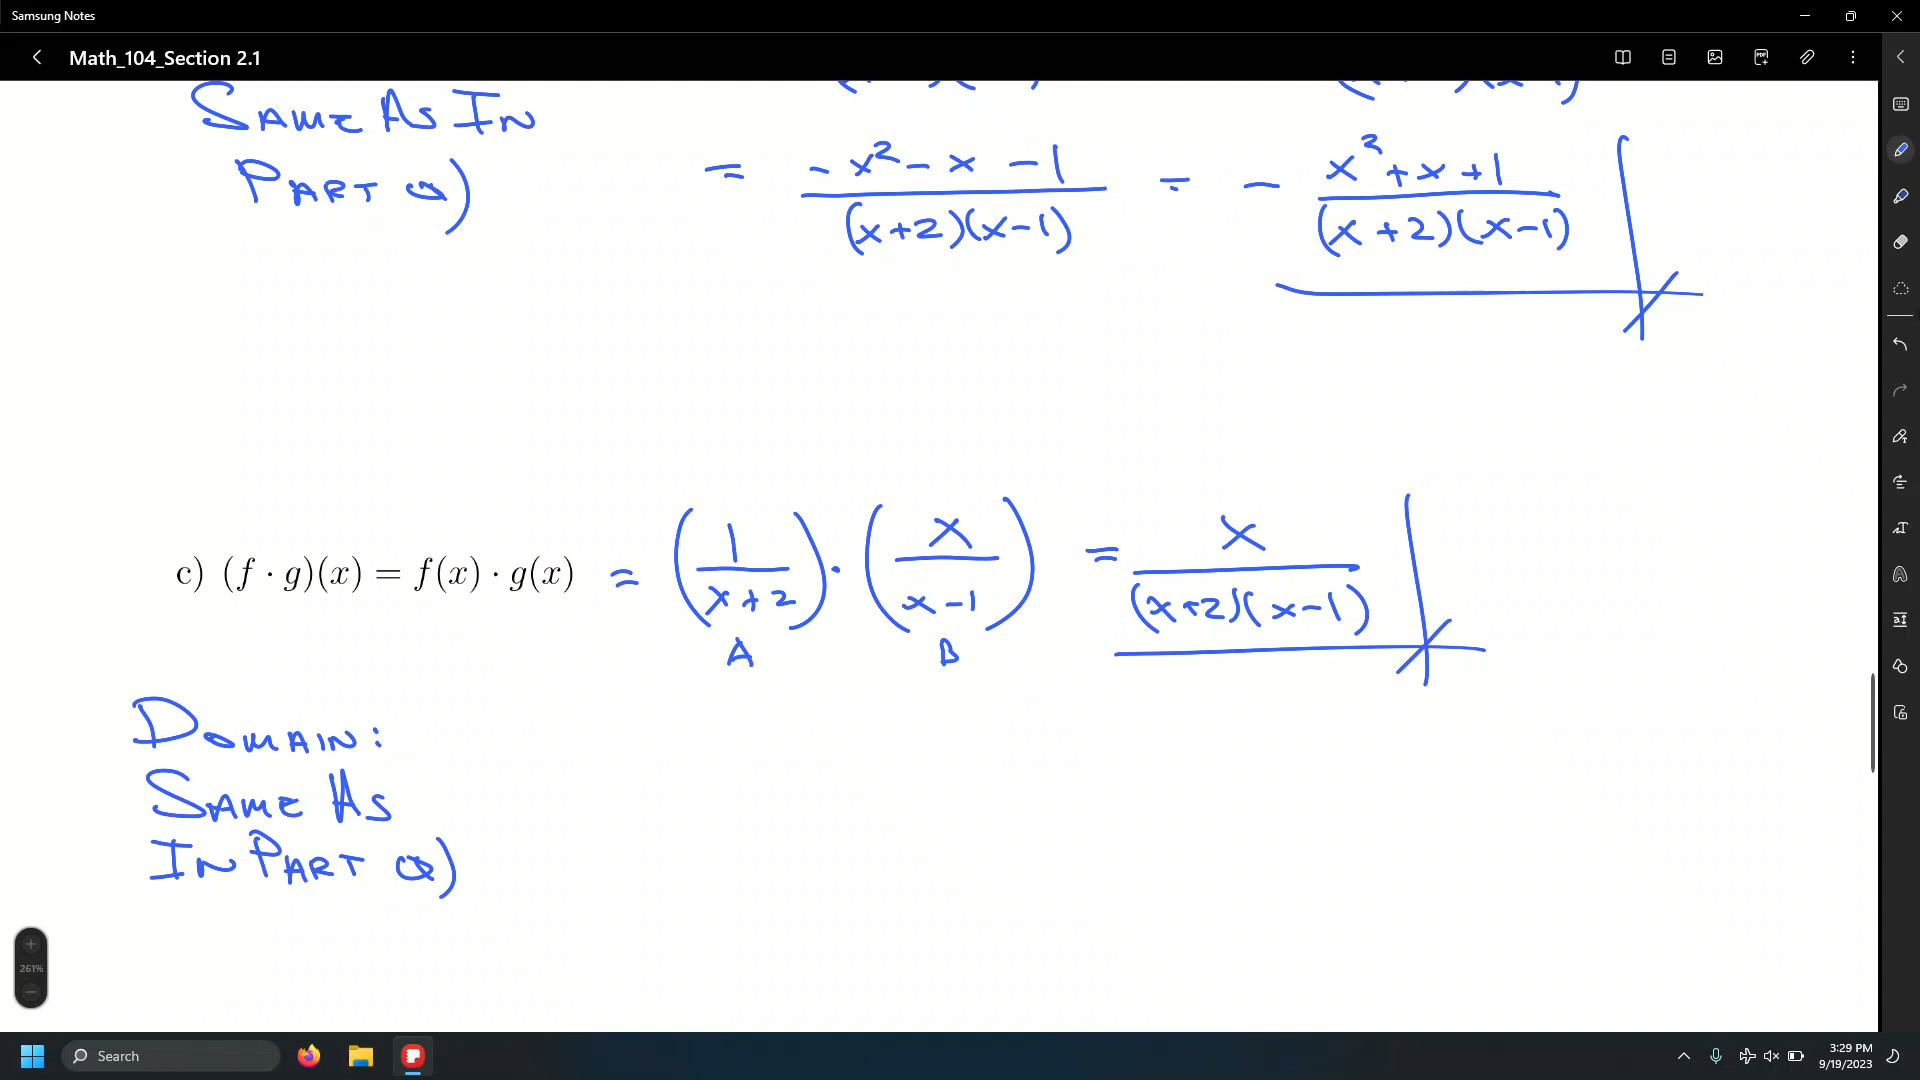 Samsung Notes
Math_104_Section 2.1
SAME AS IN
PART a)
= (-x² - x - 1)/((x+2)(x-1)) = - (x² + x + 1)/((x+2)(x-1))
c) (f · g)(x) = f(x) · g(x) = (1/(x+2)) · (x/(x-1)) = x/((x+2)(x-1))
A B
DOMAIN:
SAME AS
IN PART a)
261%
Search
3:29 PM
9/19/2023